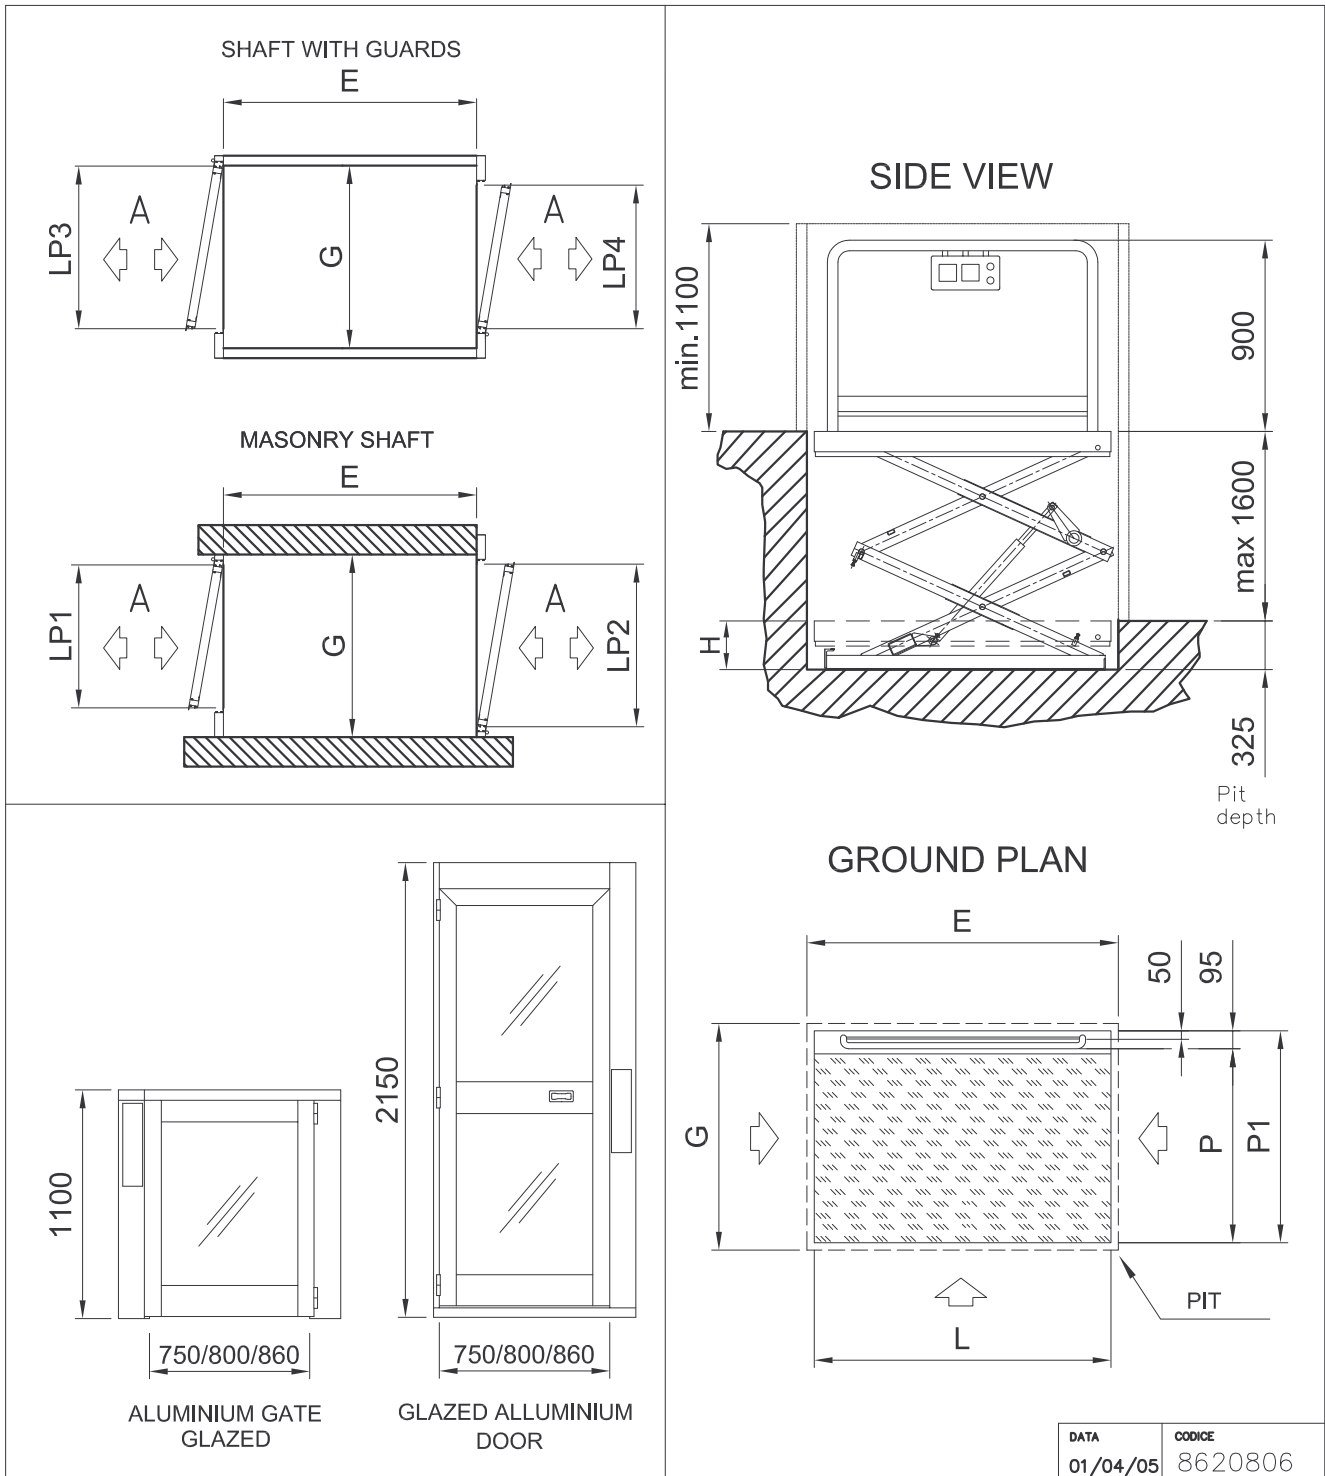 SHAFT WITH GUARDS
E
LP3
A
G
A
LP4
MASONRY SHAFT
E
LP1
A
G
A
LP2
SIDE VIEW
min.1100
900
max 1600
H
325
Pit
depth
GROUND PLAN
E
50
95
G
P
P1
PIT
L
1100
750/800/860
ALUMINIUM GATE
GLAZED
2150
750/800/860
GLAZED ALLUMINIUM
DOOR
DATA
01/04/05
CODICE
8620806